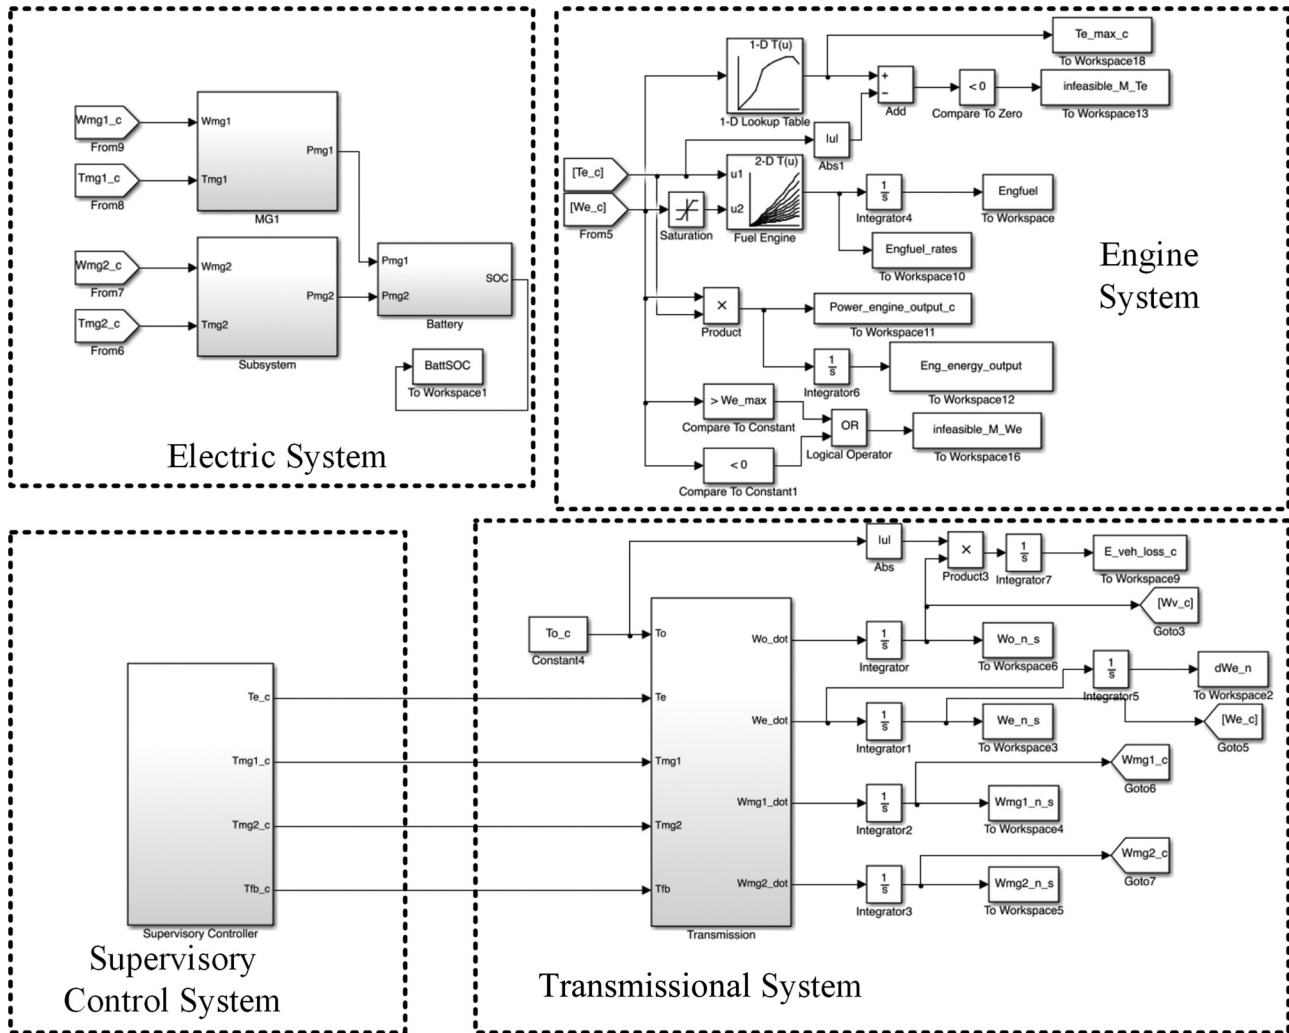 Wmg1_c
From9
Tmg1_c
From8
Wmg1
Tmg1
Pmg1
MG1
Wmg2_c
From7
Tmg2_c
From6
Wmg2
Tmg2
Pmg2
Subsystem
Pmg1
Pmg2
SOC
Battery
BattSOC
To Workspace1
Electric System
1-D T(u)
1-D Lookup Table
Te_max_c
To Workspace18
+
−
Add
< 0
Compare To Zero
infeasible_M_Te
To Workspace13
|u|
Abs1
[Te_c]
[We_c]
From5
Saturation
2-D T(u)
u1
u2
Fuel Engine
1
s
Integrator4
Engfuel
To Workspace
Engfuel_rates
To Workspace10
×
Product
Power_engine_output_c
To Workspace11
1
s
Integrator6
Eng_energy_output
To Workspace12
> We_max
Compare To Constant
< 0
Compare To Constant1
OR
Logical Operator
infeasible_M_We
To Workspace16
Engine
System
Te_c
Tmg1_c
Tmg2_c
Tfb_c
Supervisory Controller
Supervisory
Control System
To_c
Constant4
To
Te
Tmg1
Tmg2
Tfb
Wo_dot
We_dot
Wmg1_dot
Wmg2_dot
Transmission
|u|
Abs
×
Product3
1
s
Integrator7
E_veh_loss_c
To Workspace9
[Wv_c]
Goto3
1
s
Integrator
Wo_n_s
To Workspace6
1
s
Integrator5
dWe_n
To Workspace2
1
s
Integrator1
We_n_s
To Workspace3
[We_c]
Goto5
Wmg1_c
Goto6
1
s
Integrator2
Wmg1_n_s
To Workspace4
Wmg2_c
Goto7
1
s
Integrator3
Wmg2_n_s
To Workspace5
Transmissional System